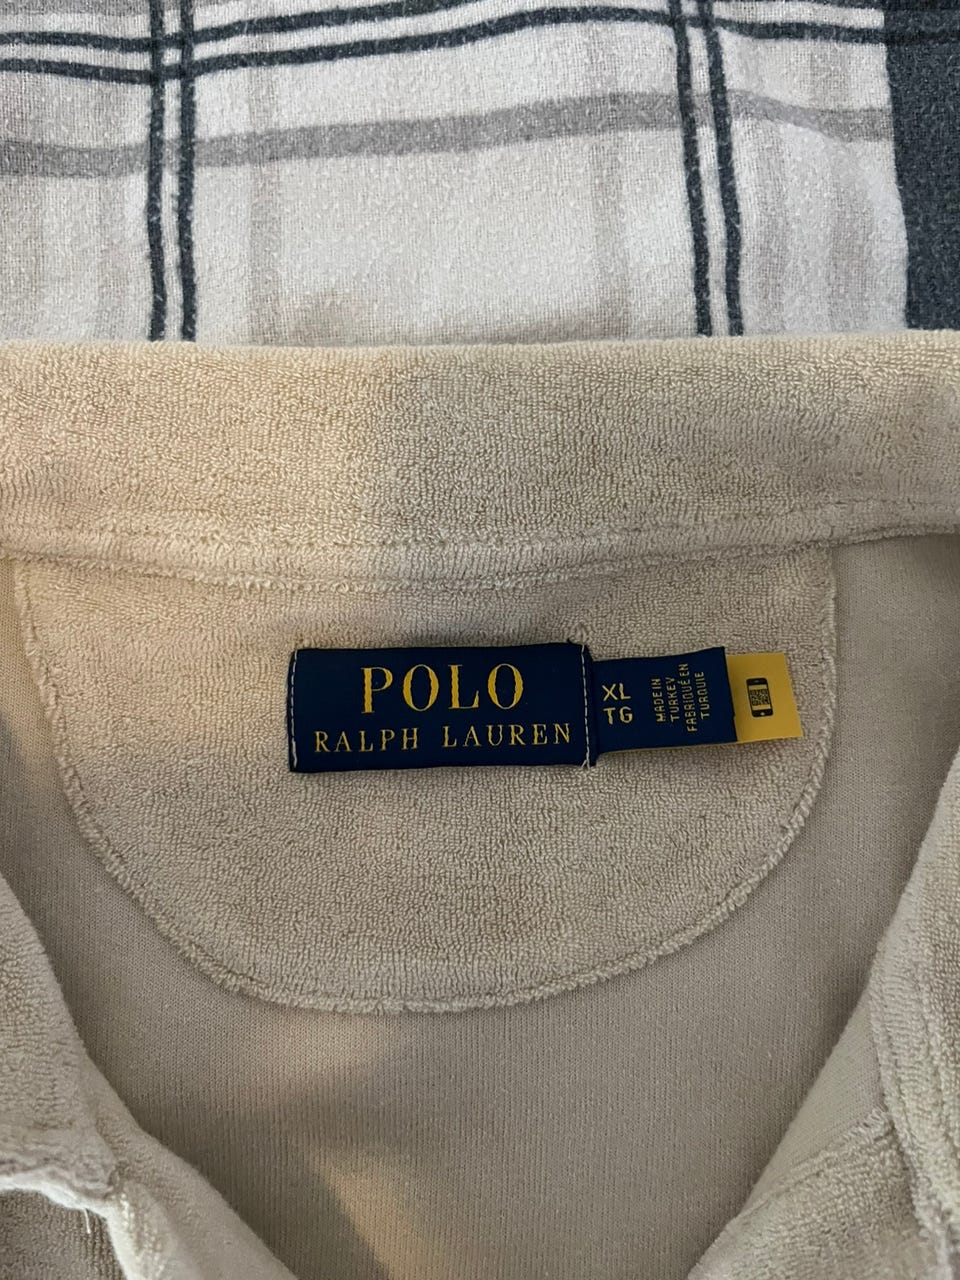 POLO
RALPH LAUREN
XL
TG
MADE IN
TURKEY
FABRIQUÉ EN
TURQUIE